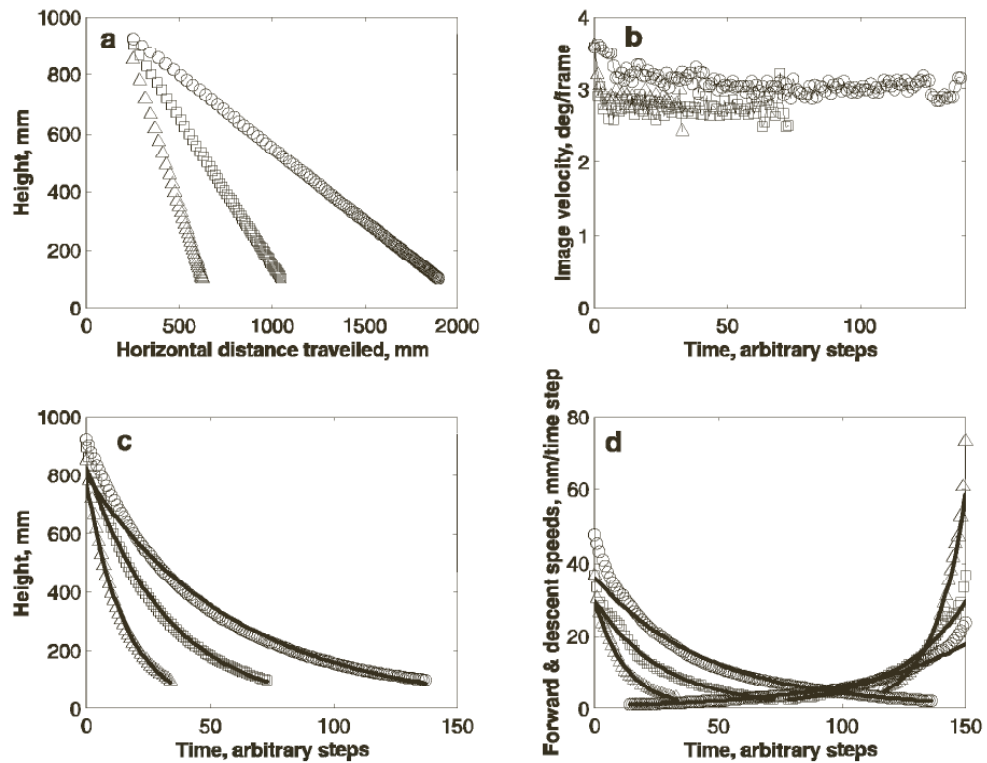 a
1000
800
600
400
200
0
Height, mm
0 500 1000 1500 2000
Horizontal distance travelled, mm
b
4
3
2
1
0
Image velocity, deg/frame
0 50 100
Time, arbitrary steps
c
1000
800
600
400
200
0
Height, mm
0 50 100 150
Time, arbitrary steps
d
80
60
40
20
0
Forward & descent speeds, mm/time step
0 50 100 150
Time, arbitrary steps